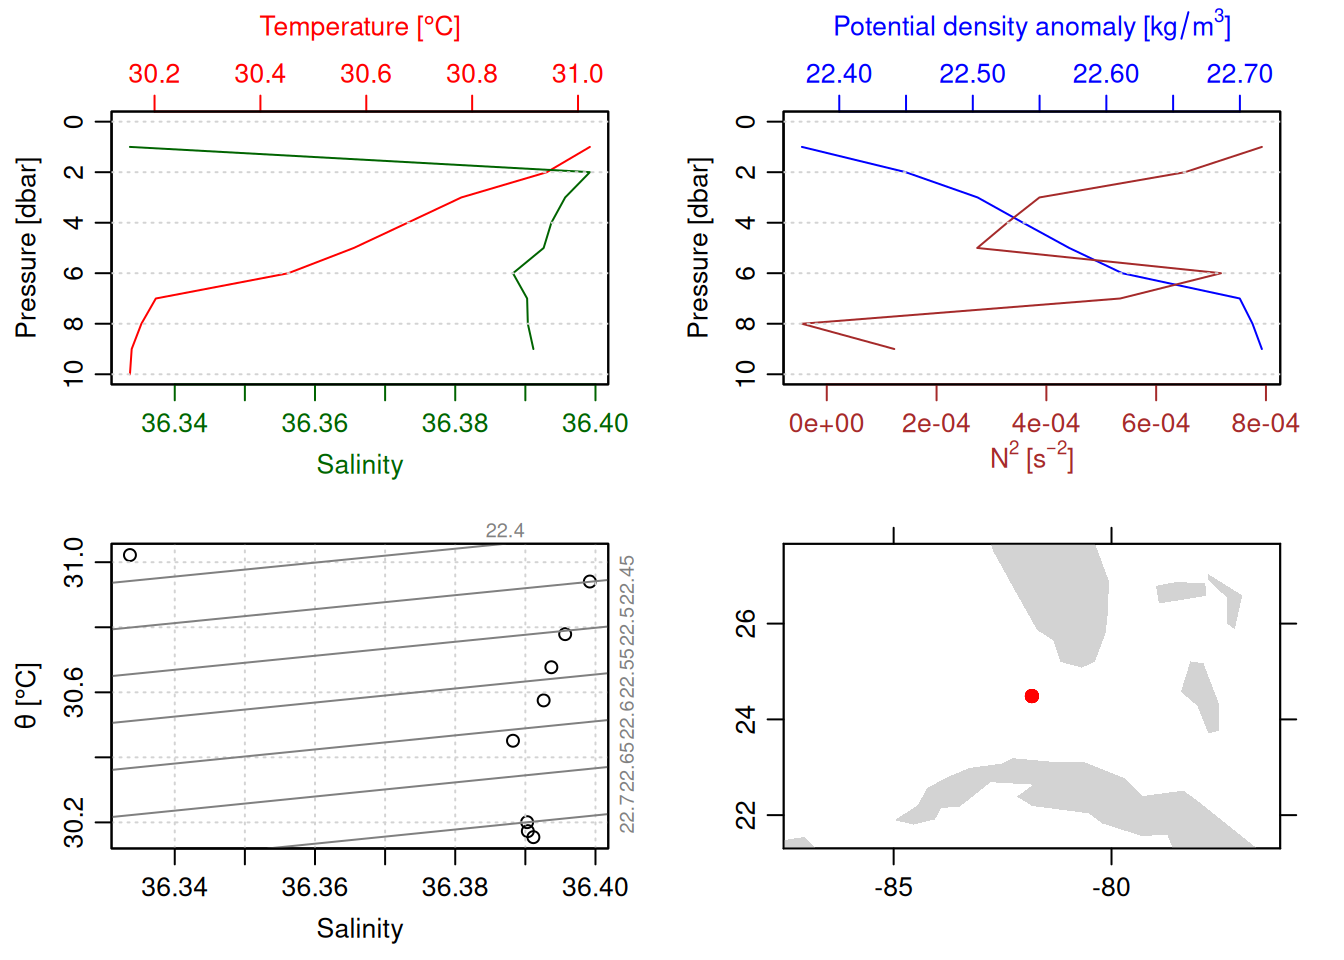 Temperature [°C]
30.2 30.4 30.6 30.8 31.0
Pressure [dbar]
0
2
4
6
8
10
36.34 36.36 36.38 36.40
Salinity
Potential density anomaly [kg/m³]
22.40 22.50 22.60 22.70
Pressure [dbar]
0
2
4
6
8
10
0e+00 2e-04 4e-04 6e-04 8e-04
N² [s⁻²]
22.4
θ [°C]
31.0
30.6
30.2
22.45
22.5
22.55
22.6
22.65
22.7
36.34 36.36 36.38 36.40
Salinity
26
24
22
-85 -80